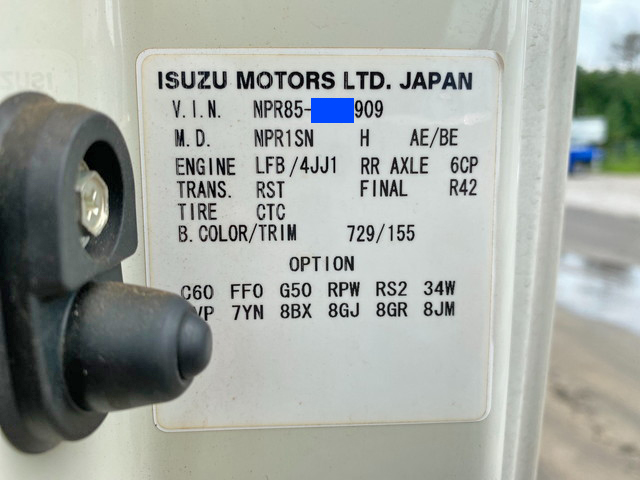 ISUZU MOTORS LTD. JAPAN
V.I.N. NPR85- 909
M.D. NPR1SN H AE/BE
ENGINE LFB/4JJ1 RR AXLE 6CP
TRANS. RST FINAL R42
TIRE CTC
B.COLOR/TRIM 729/155
OPTION
C60 FF0 G50 RPW RS2 34W
7YN 8BX 8GJ 8GR 8JM